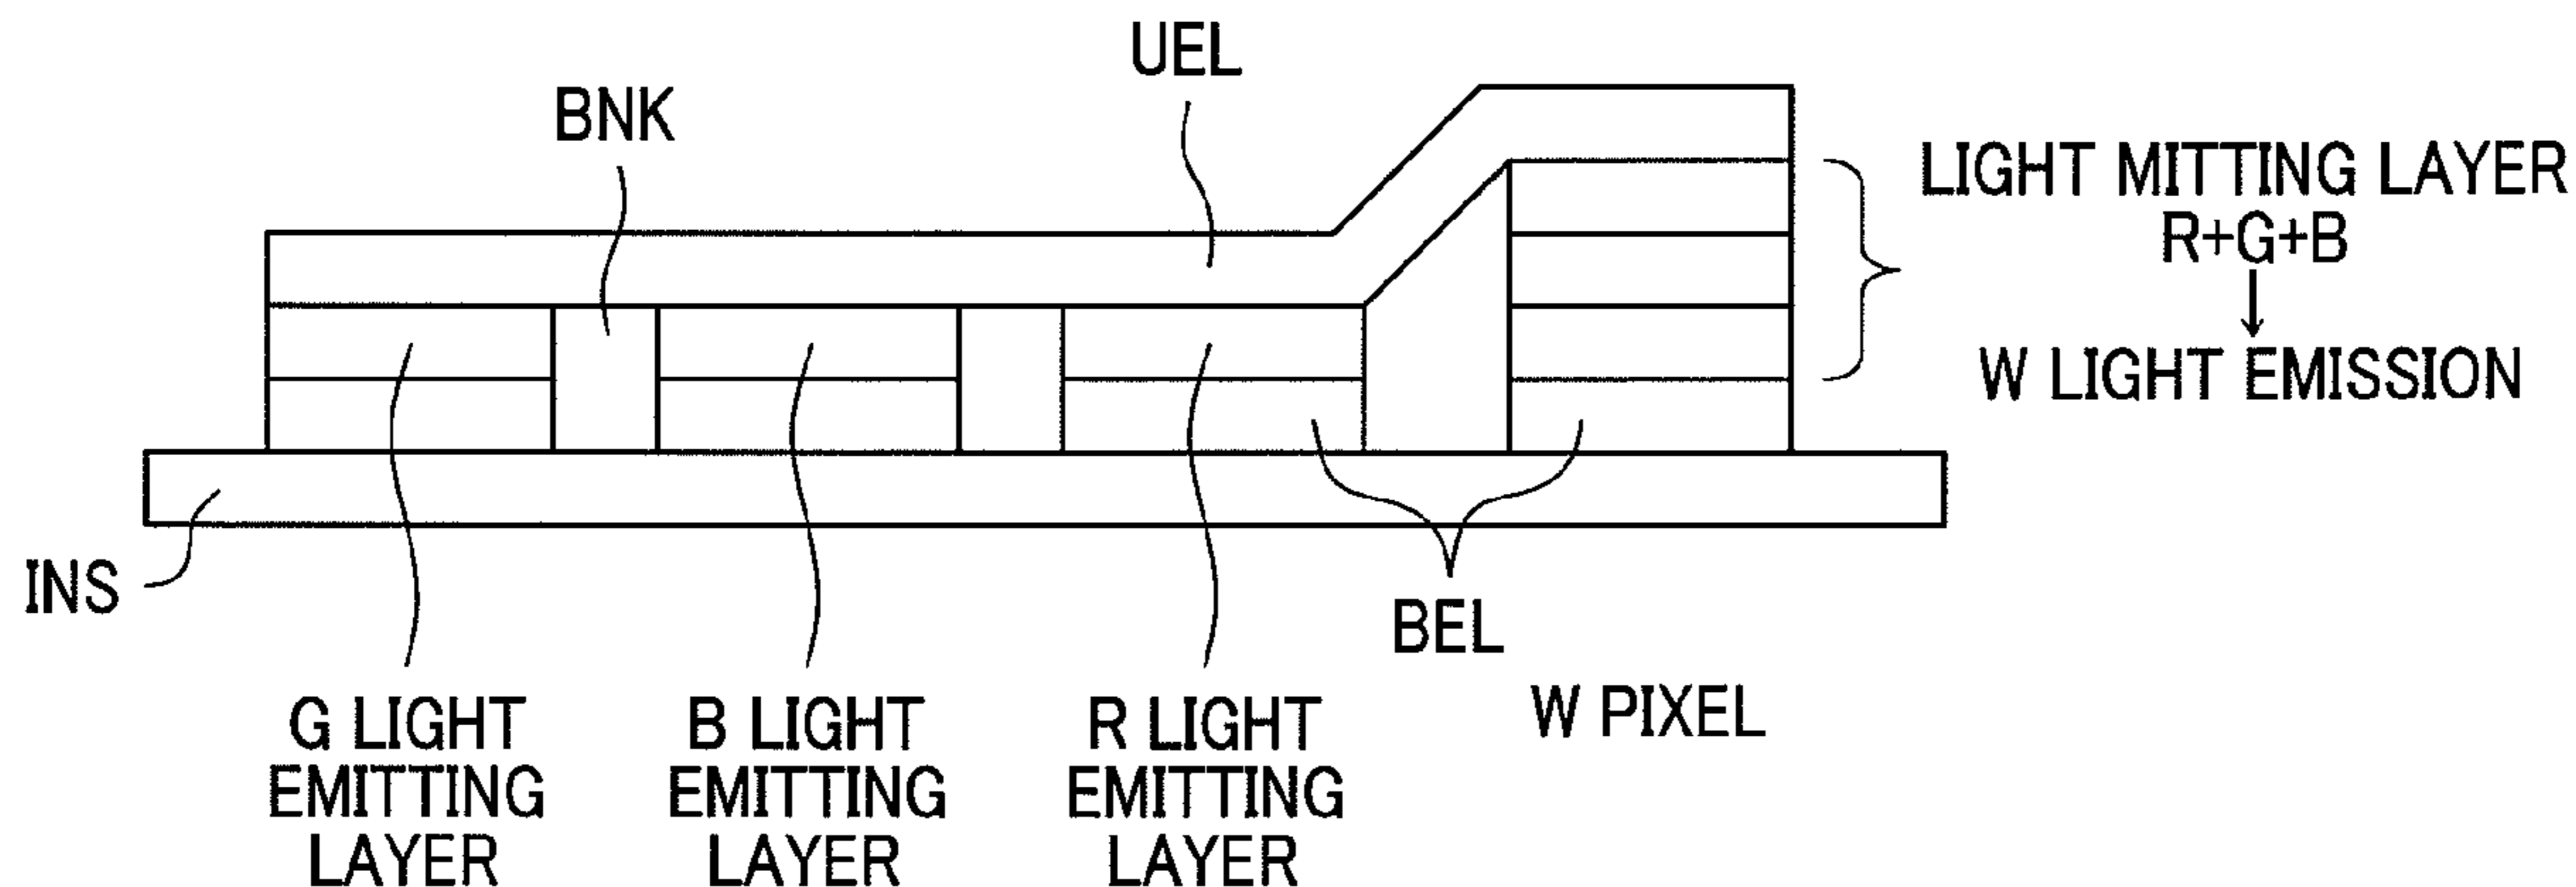 UEL
BNK
LIGHT MITTING LAYER
R+G+B
W LIGHT EMISSION
INS
BEL
W PIXEL
G LIGHT
EMITTING
LAYER
B LIGHT
EMITTING
LAYER
R LIGHT
EMITTING
LAYER